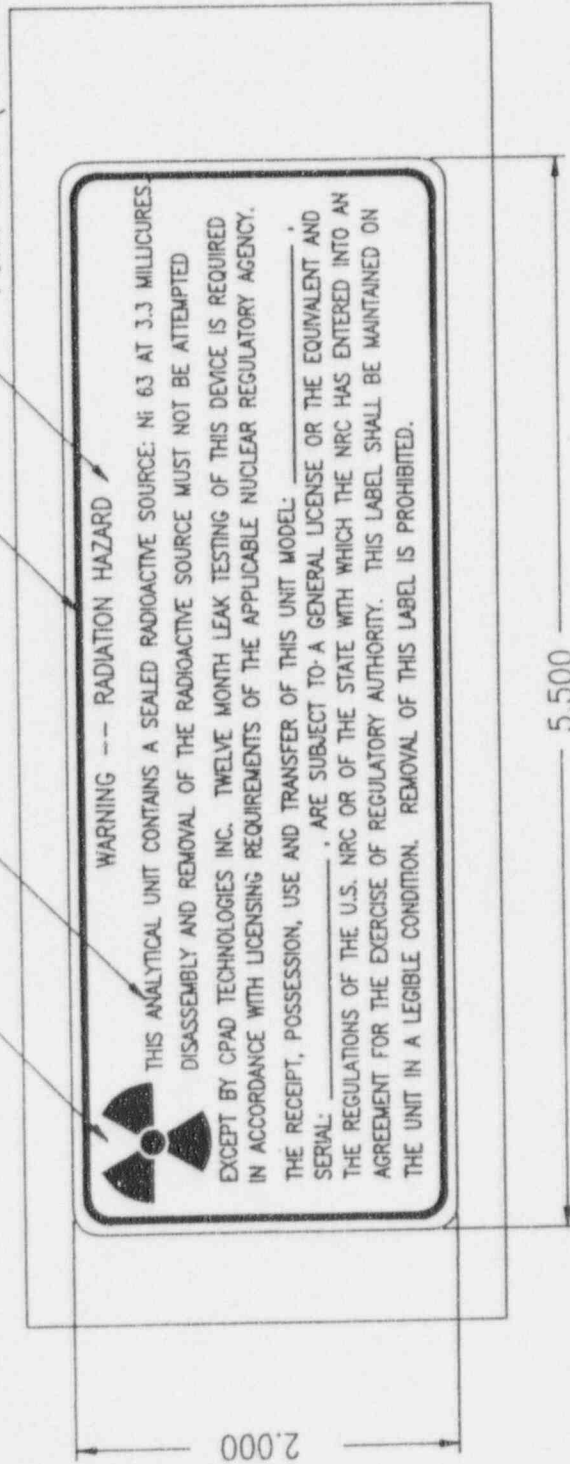 WARNING -- RADIATION HAZARD
THIS ANALYTICAL UNIT CONTAINS A SEALED RADIOACTIVE SOURCE: Ni 63 AT 3.3 MILLICURES.
DISASSEMBLY AND REMOVAL OF THE RADIOACTIVE SOURCE MUST NOT BE ATTEMPTED
EXCEPT BY CPAD TECHNOLOGIES INC. TWELVE MONTH LEAK TESTING OF THIS DEVICE IS REQUIRED
IN ACCORDANCE WITH LICENSING REQUIREMENTS OF THE APPLICABLE NUCLEAR REGULATORY AGENCY.
THE RECEIPT, POSSESSION, USE AND TRANSFER OF THIS UNIT MODEL: ____________ ,
SERIAL: ____________ , ARE SUBJECT TO A GENERAL LICENSE OR THE EQUIVALENT AND
THE REGULATIONS OF THE U.S. NRC OR OF THE STATE WITH WHICH THE NRC HAS ENTERED INTO AN
AGREEMENT FOR THE EXERCISE OF REGULATORY AUTHORITY. THIS LABEL SHALL BE MAINTAINED ON
THE UNIT IN A LEGIBLE CONDITION. REMOVAL OF THIS LABEL IS PROHIBITED.
2.000
5.500